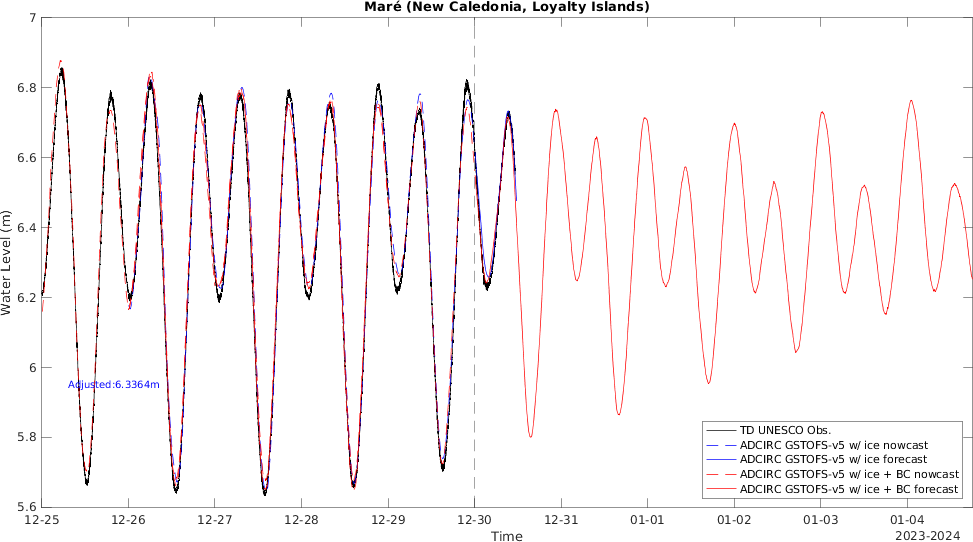 Maré (New Caledonia, Loyalty Islands)
7
6.8
6.6
6.4
6.2
6
5.8
5.6
Water Level (m)
Adjusted:6.3364m
TD UNESCO Obs.
ADCIRC GSTOFS-v5 w/ ice nowcast
ADCIRC GSTOFS-v5 w/ ice forecast
ADCIRC GSTOFS-v5 w/ ice + BC nowcast
ADCIRC GSTOFS-v5 w/ ice + BC forecast
12-25 12-26 12-27 12-28 12-29 12-30 12-31 01-01 01-02 01-03 01-04
Time
2023-2024